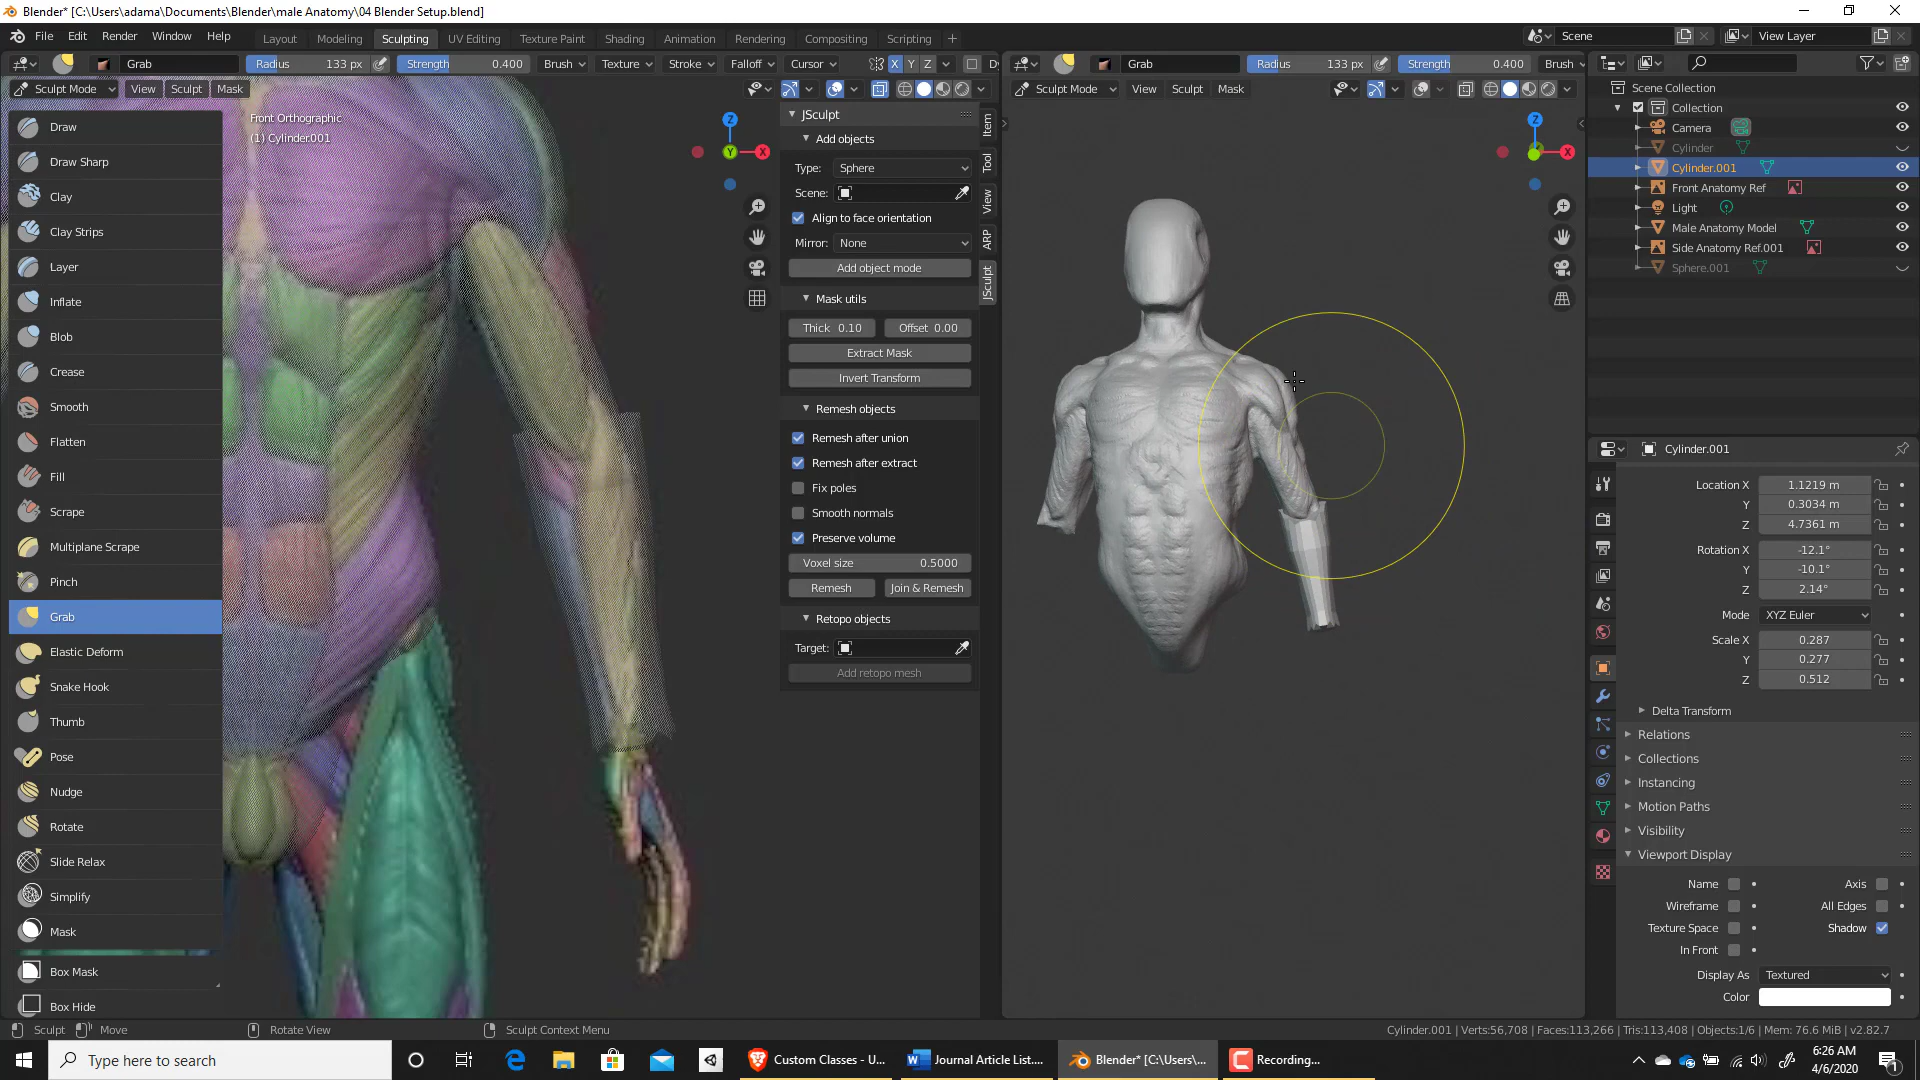 Blender* [C:\Users\adama\Documents\Blender\male Anatomy\04 Blender Setup.blend]
File Edit Render Window Help Layout Modeling Sculpting UV Editing Texture Paint Shading Animation Rendering Compositing Scripting + Scene View Layer
Grab Radius 133 px Strength 0.400 Brush Texture Stroke Falloff Cursor X Y Z Dy
Grab Radius 133 px Strength 0.400 Brush
Sculpt Mode View Sculpt Mask
Sculpt Mode View Sculpt Mask
Draw
Draw Sharp
Clay
Clay Strips
Layer
Inflate
Blob
Crease
Smooth
Flatten
Fill
Scrape
Multiplane Scrape
Pinch
Grab
Elastic Deform
Snake Hook
Thumb
Pose
Nudge
Rotate
Slide Relax
Simplify
Mask
Box Mask
Box Hide
Front Orthographic
(1) Cylinder.001
Z
Y X
JSculpt
Add objects
Type: Sphere
Scene:
Align to face orientation
Mirror: None
Add object mode
Mask utils
Thick 0.10 Offset 0.00
Extract Mask
Invert Transform
Remesh objects
Remesh after union
Remesh after extract
Fix poles
Smooth normals
Preserve volume
Voxel size 0.5000
Remesh Join & Remesh
Retopo objects
Target:
Add retopo mesh
Item
Tool
View
ARP
JSculpt
Z
X
Scene Collection
Collection
Camera
Cylinder
Cylinder.001
Front Anatomy Ref
Light
Male Anatomy Model
Side Anatomy Ref.001
Sphere.001
Cylinder.001
Location X 1.1219 m
Y 0.3034 m
Z 4.7361 m
Rotation X -12.1°
Y -10.1°
Z 2.14°
Mode XYZ Euler
Scale X 0.287
Y 0.277
Z 0.512
Delta Transform
Relations
Collections
Instancing
Motion Paths
Visibility
Viewport Display
Name Axis
Wireframe All Edges
Texture Space Shadow
In Front
Display As Textured
Color
Sculpt Move Rotate View Sculpt Context Menu Cylinder.001 | Verts:56,708 | Faces:113,266 | Tris:113,408 | Objects:1/6 | Mem: 76.6 MiB | v2.82.7
Type here to search Custom Classes - U... Journal Article List.... Blender* [C:\Users\... Recording... 6:26 AM
4/6/2020
1